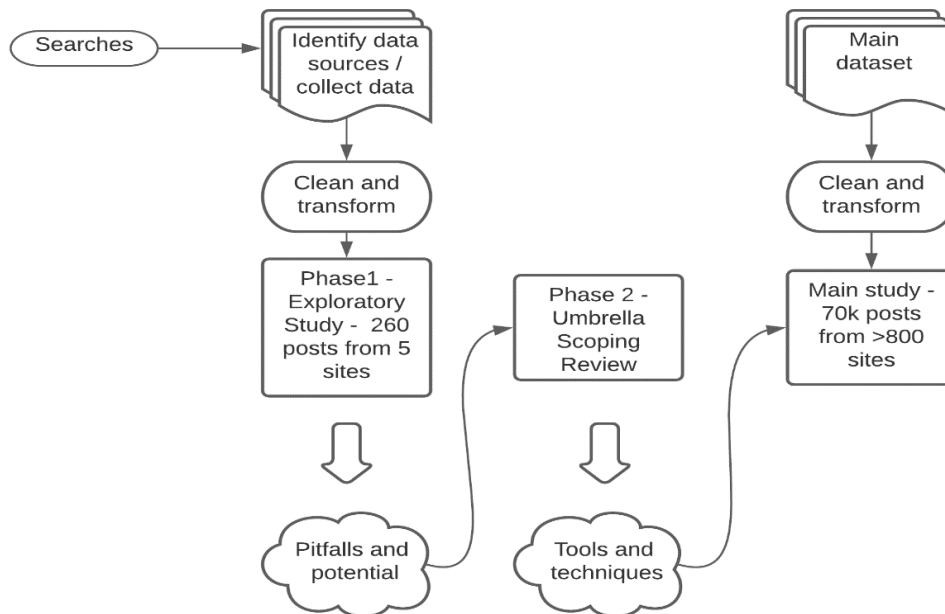 Searches
Identify data
sources /
collect data
Clean and
transform
Phase1 -
Exploratory
Study -  260
posts from 5
sites
Pitfalls and
potential
Phase 2 -
Umbrella
Scoping
Review
Tools and
techniques
Main
dataset
Clean and
transform
Main study -
70k posts
from >800
sites